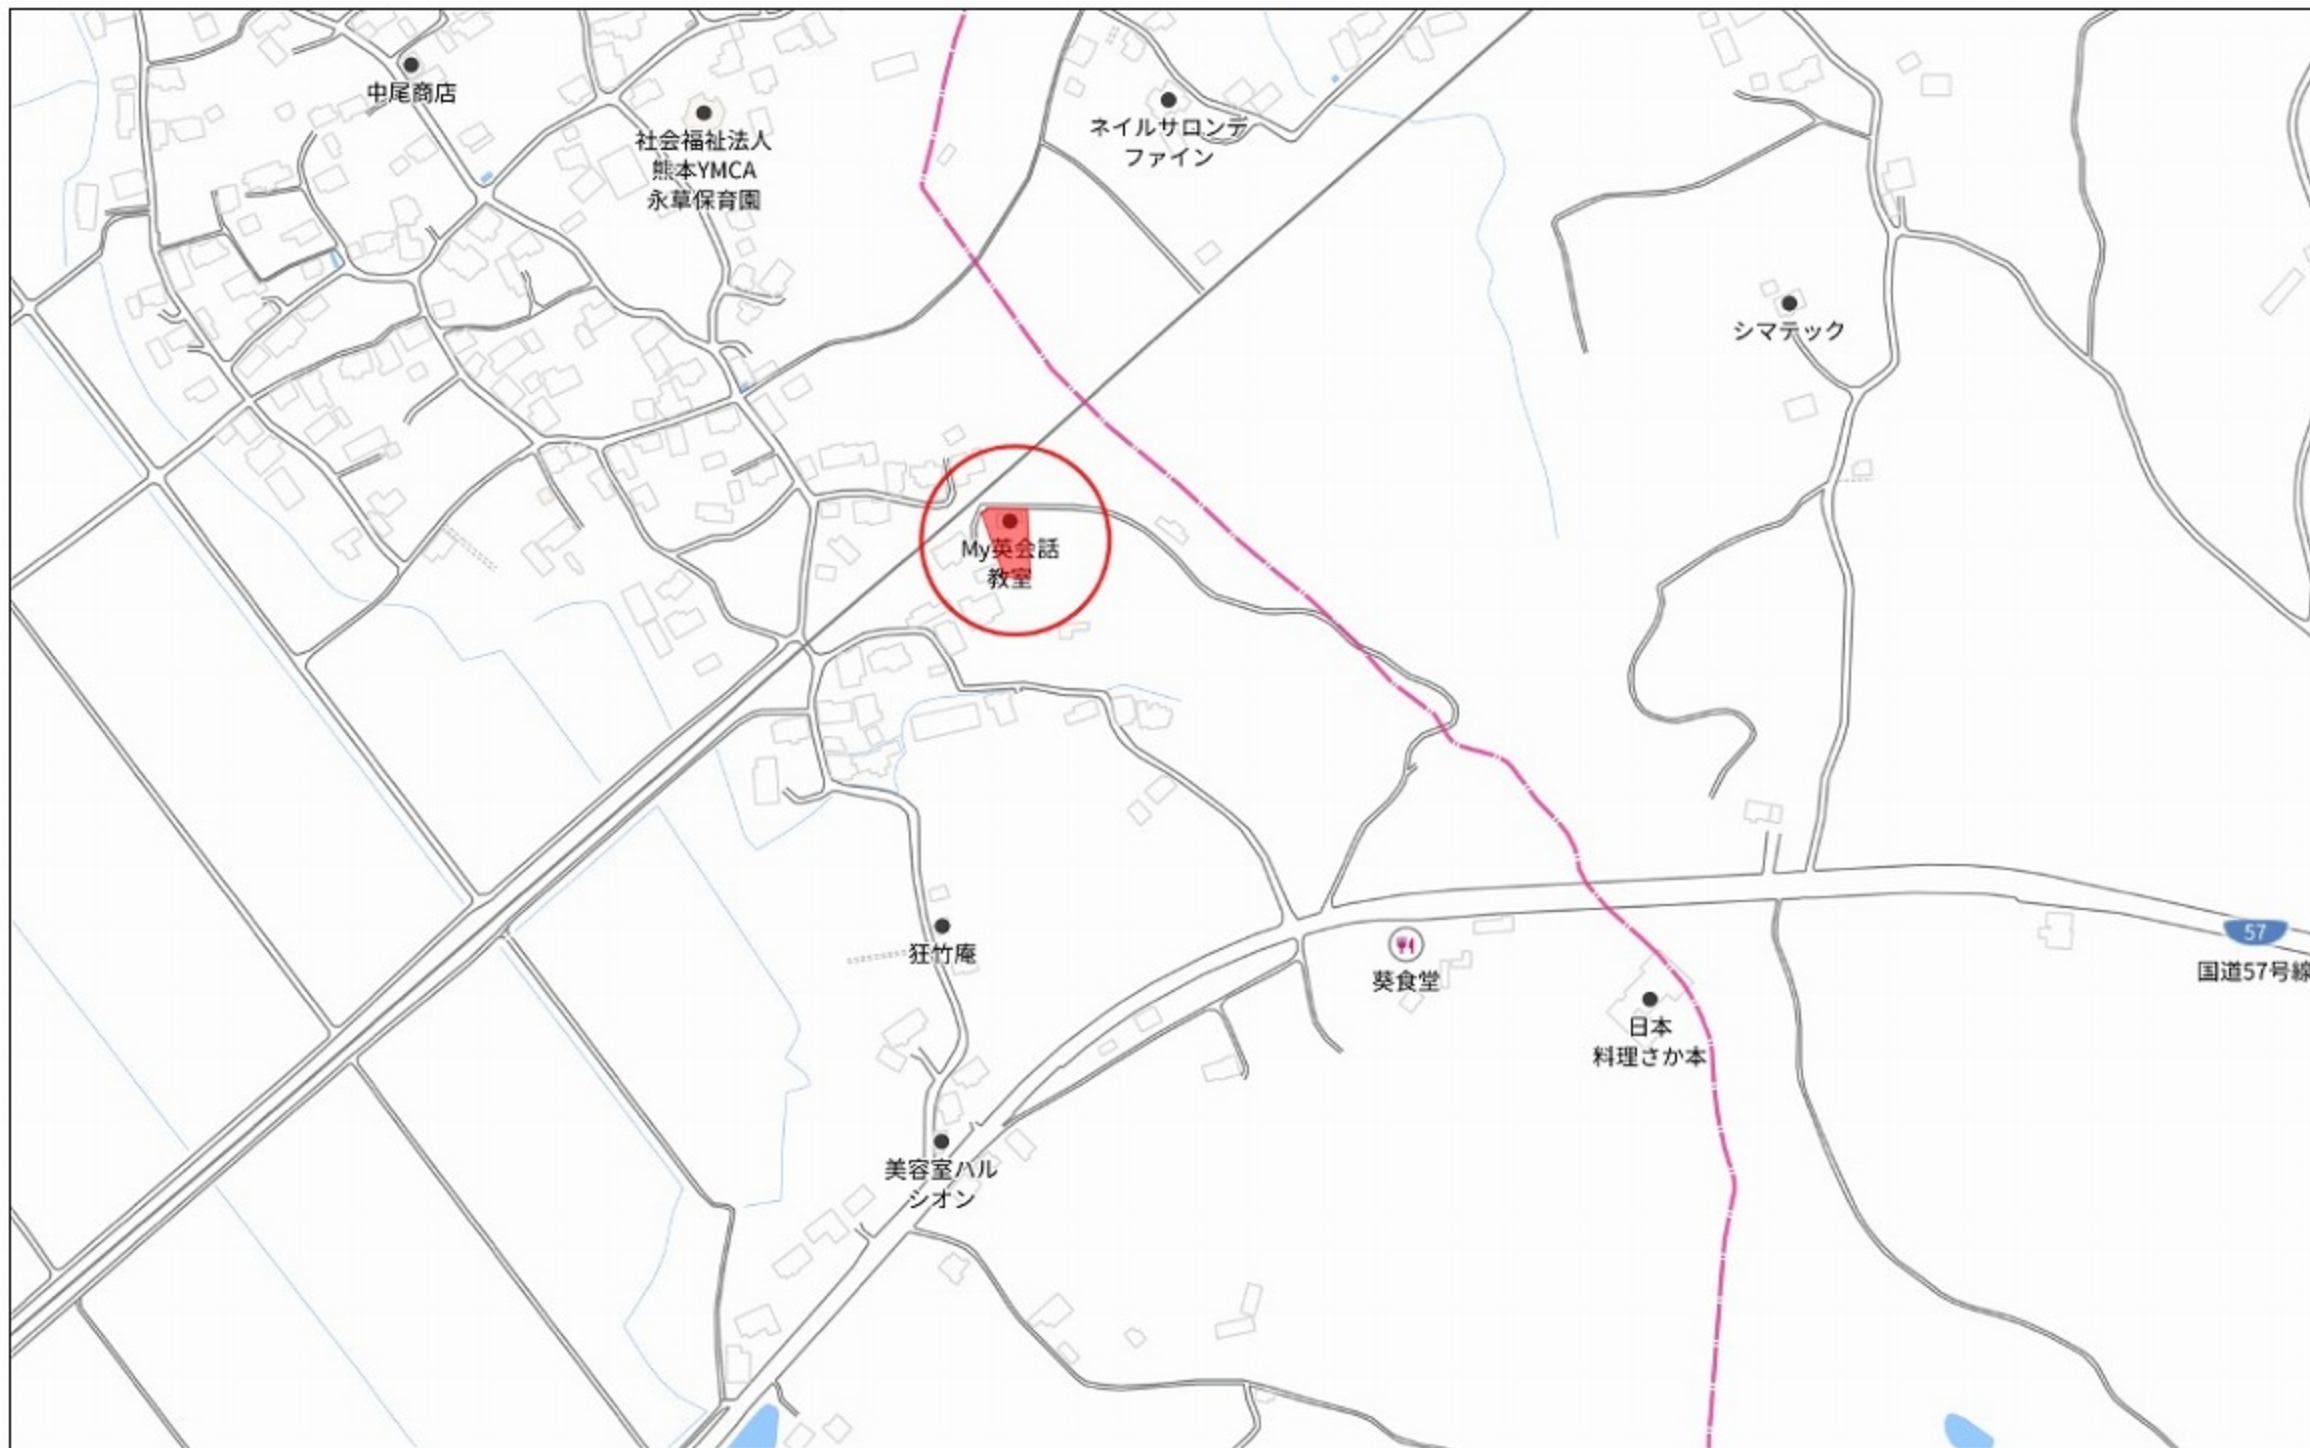 中尾商店
社会福祉法人
熊本YMCA
永草保育園
ネイルサロンデ
ファイン
シマテック
My英会話
教室
狂竹庵
葵食堂
57
国道57号線
日本
料理さか本
美容室ハル
シオン